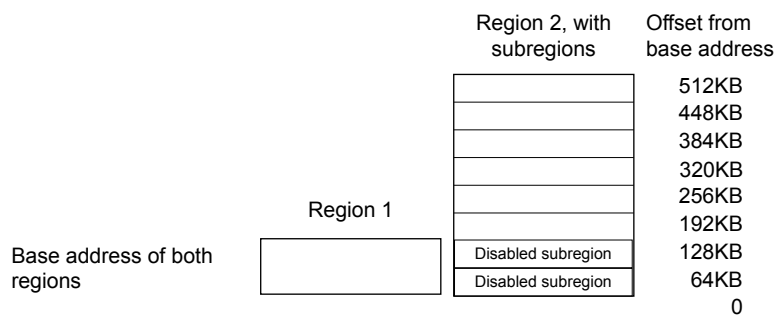 Region 2, with
subregions
Offset from
base address
512KB
448KB
384KB
320KB
256KB
Region 1
192KB
Base address of both
regions
Disabled subregion
128KB
Disabled subregion
64KB
0